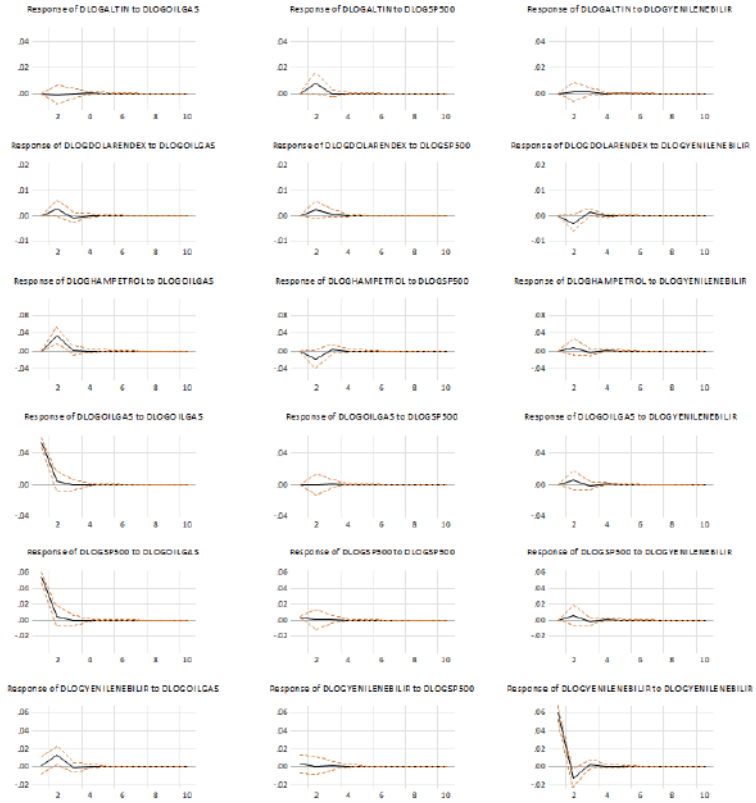 Response of DLOGALTIN to DLOGOILGAS
Response of DLOGALTIN to DLOGSP500
Response of DLOGALTIN to DLOGYENILENEBILIR
.04 .04 .04
.02 .02 .02
.00 .00 .00
2 4 6 8 10 2 4 6 8 10 2 4 6 8 10
Response of DLOGDOLARENDEX to DLOGOILGAS
Response of DLOGDOLARENDEX to DLOGSP500
Response of DLOGDOLARENDEX to DLOGYENILENEBILIR
.02 .02 .02
.01 .01 .01
.00 .00 .00
-.01 -.01 -.01
2 4 6 8 10 2 4 6 8 10 2 4 6 8 10
Response of DLOGHAMPETROL to DLOGOILGAS
Response of DLOGHAMPETROL to DLOGSP500
Response of DLOGHAMPETROL to DLOGYENILENEBILIR
.08 .08 .08
.04 .04 .04
.00 .00 .00
-.04 -.04 -.04
2 4 6 8 10 2 4 6 8 10 2 4 6 8 10
Response of DLOGOILGAS to DLOGOILGAS
Response of DLOGOILGAS to DLOGSP500
Response of DLOGOILGAS to DLOGYENILENEBILIR
.04 .04 .04
.00 .00 .00
-.04 -.04 -.04
2 4 6 8 10 2 4 6 8 10 2 4 6 8 10
Response of DLOGSP500 to DLOGOILGAS
Response of DLOGSP500 to DLOGSP500
Response of DLOGSP500 to DLOGYENILENEBILIR
.06 .06 .06
.04 .04 .04
.02 .02 .02
.00 .00 .00
-.02 -.02 -.02
2 4 6 8 10 2 4 6 8 10 2 4 6 8 10
Response of DLOGYENILENEBILIR to DLOGOILGAS
Response of DLOGYENILENEBILIR to DLOGSP500
Response of DLOGYENILENEBILIR to DLOGYENILENEBILIR
.06 .06 .06
.04 .04 .04
.02 .02 .02
.00 .00 .00
-.02 -.02 -.02
2 4 6 8 10 2 4 6 8 10 2 4 6 8 10